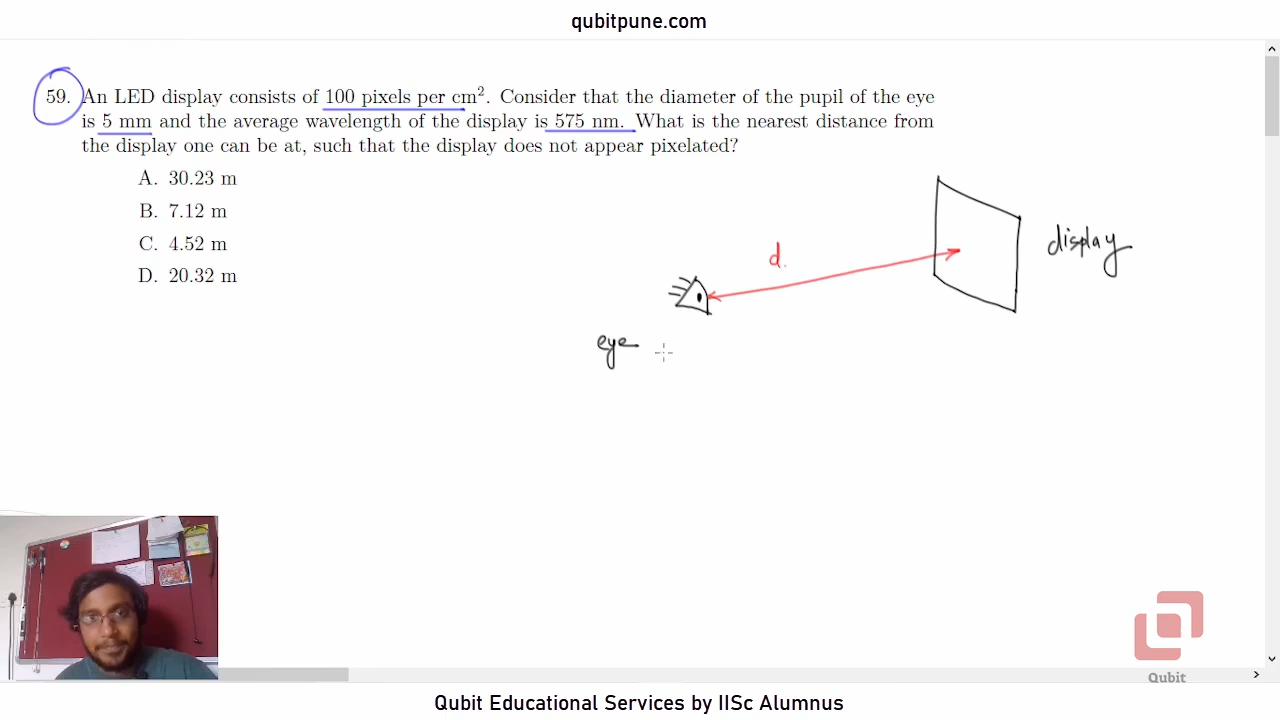 qubitpune.com
59. An LED display consists of 100 pixels per cm². Consider that the diameter of the pupil of the eye
is 5 mm and the average wavelength of the display is 575 nm. What is the nearest distance from
the display one can be at, such that the display does not appear pixelated?
A. 30.23 m
B. 7.12 m
C. 4.52 m
D. 20.32 m
d.
display
eye
Qubit
Qubit Educational Services by IISc Alumnus